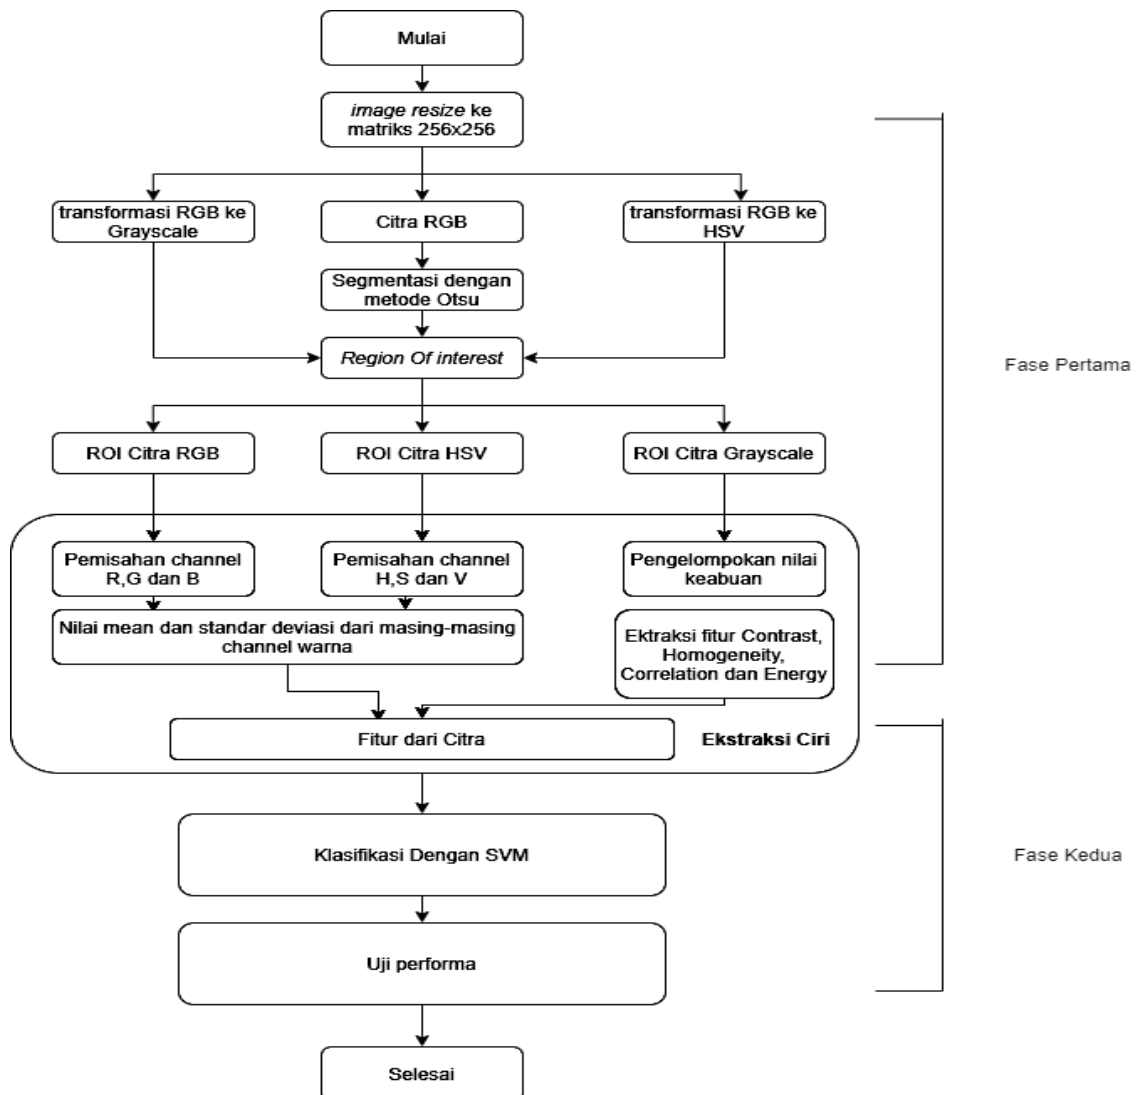 Mulai
image resize ke
matriks 256x256
transformasi RGB ke
Grayscale
Citra RGB
transformasi RGB ke
HSV
Segmentasi dengan
metode Otsu
Region Of interest
Fase Pertama
ROI Citra RGB
ROI Citra HSV
ROI Citra Grayscale
Pemisahan channel
R,G dan B
Pemisahan channel
H,S dan V
Pengelompokan nilai
keabuan
Nilai mean dan standar deviasi dari masing-masing
channel warna
Ektraksi fitur Contrast,
Homogeneity,
Correlation dan Energy
Fitur dari Citra
Ekstraksi Ciri
Klasifikasi Dengan SVM
Fase Kedua
Uji performa
Selesai